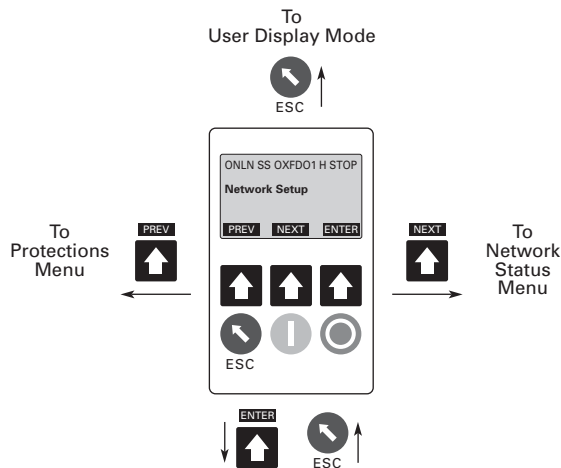 To
User Display Mode
ESC
ONLN SS OXFDO1 H STOP
Network Setup
PREV NEXT ENTER
To
Protections
Menu
PREV
NEXT
To
Network
Status
Menu
ESC
ENTER
ESC